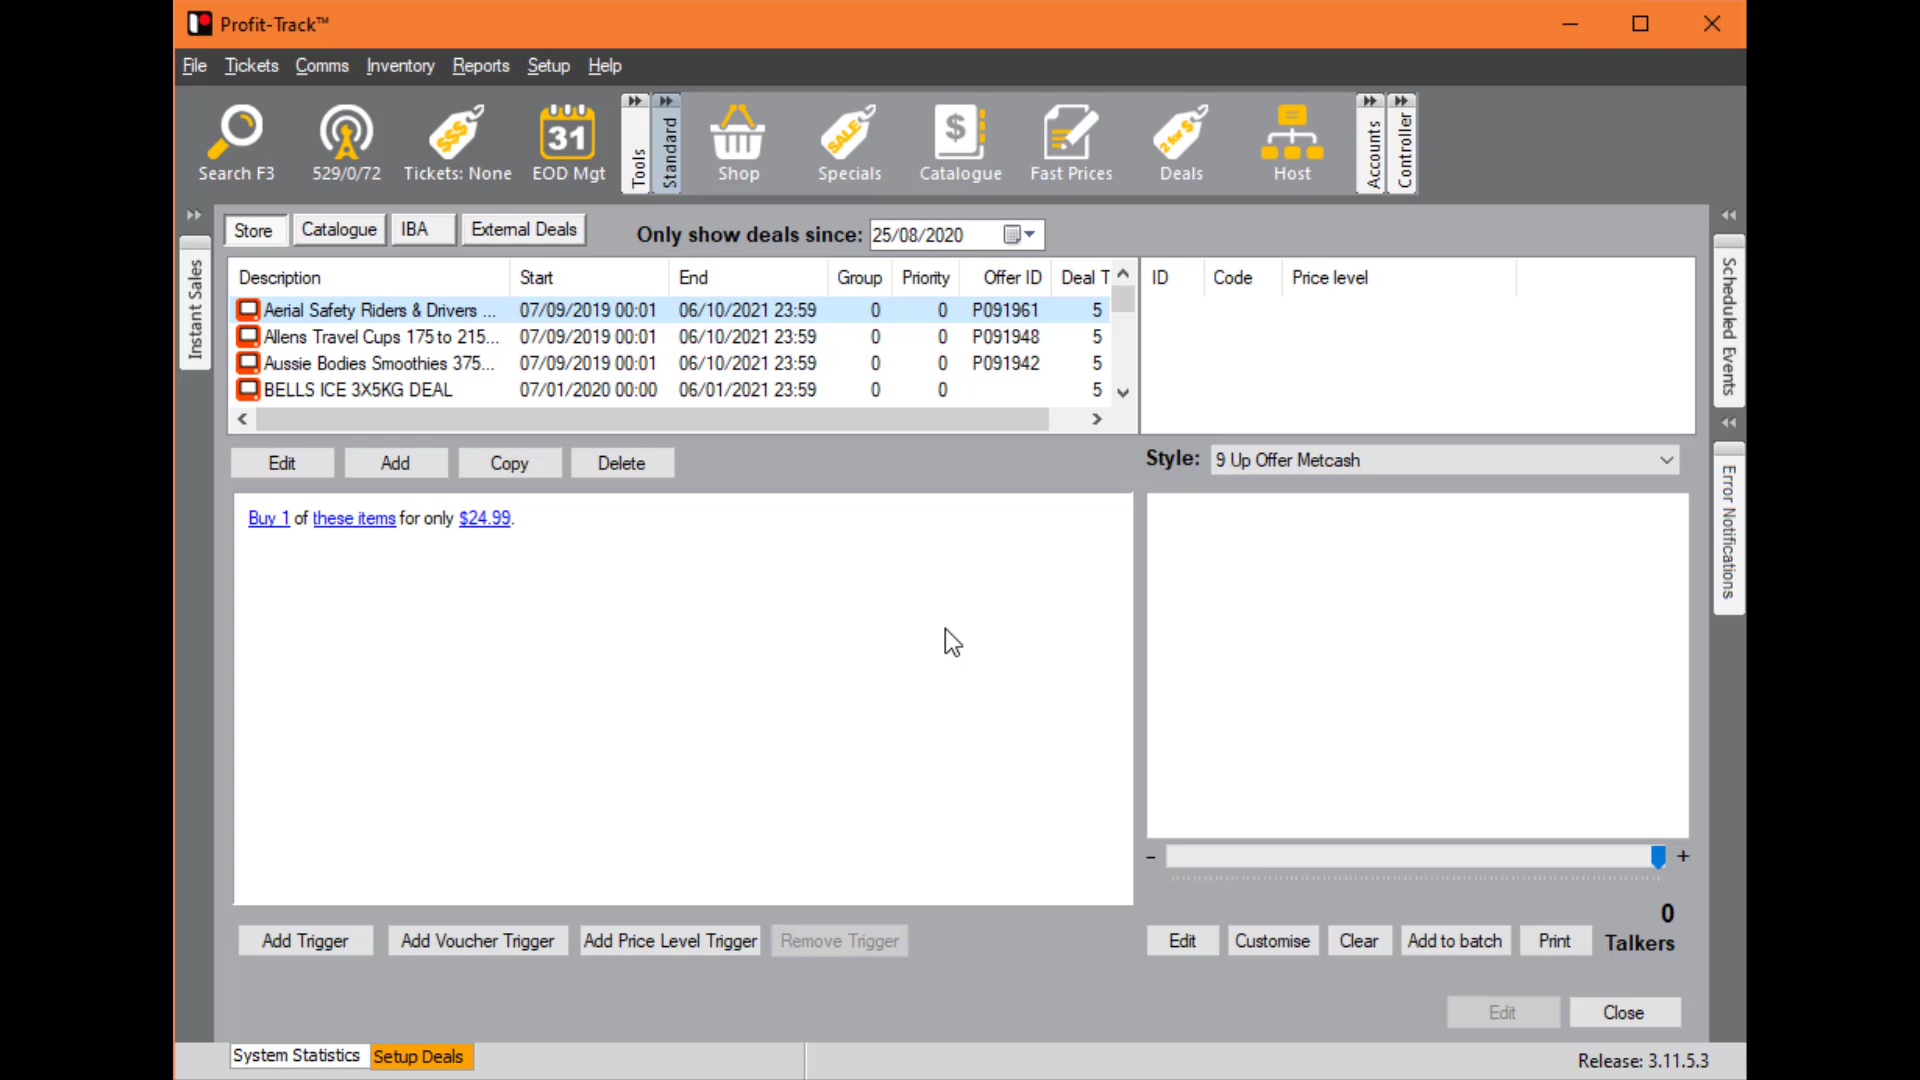 Profit-Track™
File Tickets Comms Inventory Reports Setup Help
Search F3 529/0/72 Tickets: None 31 EOD Mgt Tools Standard Shop SALE Specials $ Catalogue Fast Prices 2 for $ Deals Host Accounts Controller
Store Catalogue IBA External Deals Only show deals since: 25/08/2020
Instant Sales
Description Start End Group Priority Offer ID Deal T
Aerial Safety Riders & Drivers ... 07/09/2019 00:01 06/10/2021 23:59 0 0 P091961 5
Allens Travel Cups 175 to 215... 07/09/2019 00:01 06/10/2021 23:59 0 0 P091948 5
Aussie Bodies Smoothies 375... 07/09/2019 00:01 06/10/2021 23:59 0 0 P091942 5
BELLS ICE 3X5KG DEAL 07/01/2020 00:00 06/01/2021 23:59 0 0 5
ID Code Price level
Scheduled Events
Error Notifications
Edit Add Copy Delete
Style: 9 Up Offer Metcash
Buy 1 of these items for only $24.99.
- +
0
Talkers
Add Trigger Add Voucher Trigger Add Price Level Trigger Remove Trigger
Edit Customise Clear Add to batch Print
Edit Close
System Statistics Setup Deals
Release: 3.11.5.3